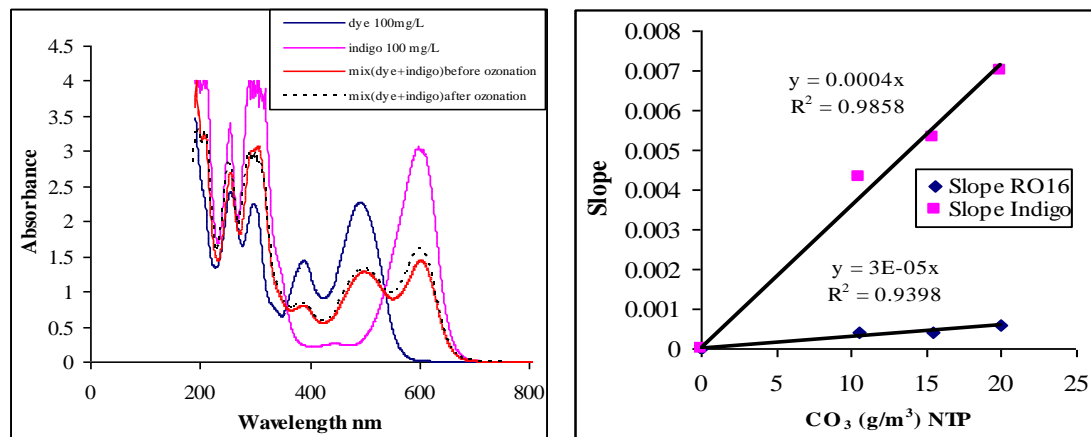 dye 100mg/L
indigo 100 mg/L
mix(dye+indigo)before ozonation
mix(dye+indigo)after ozonation
4.5
4
3.5
3
2.5
2
1.5
1
0.5
0
Absorbance
0 200 400 600 800
Wavelength nm
0.008
0.007
0.006
0.005
0.004
0.003
0.002
0.001
0
Slope
y = 0.0004x
R² = 0.9858
Slope RO16
Slope Indigo
y = 3E-05x
R² = 0.9398
0 5 10 15 20 25
CO₃ (g/m³) NTP